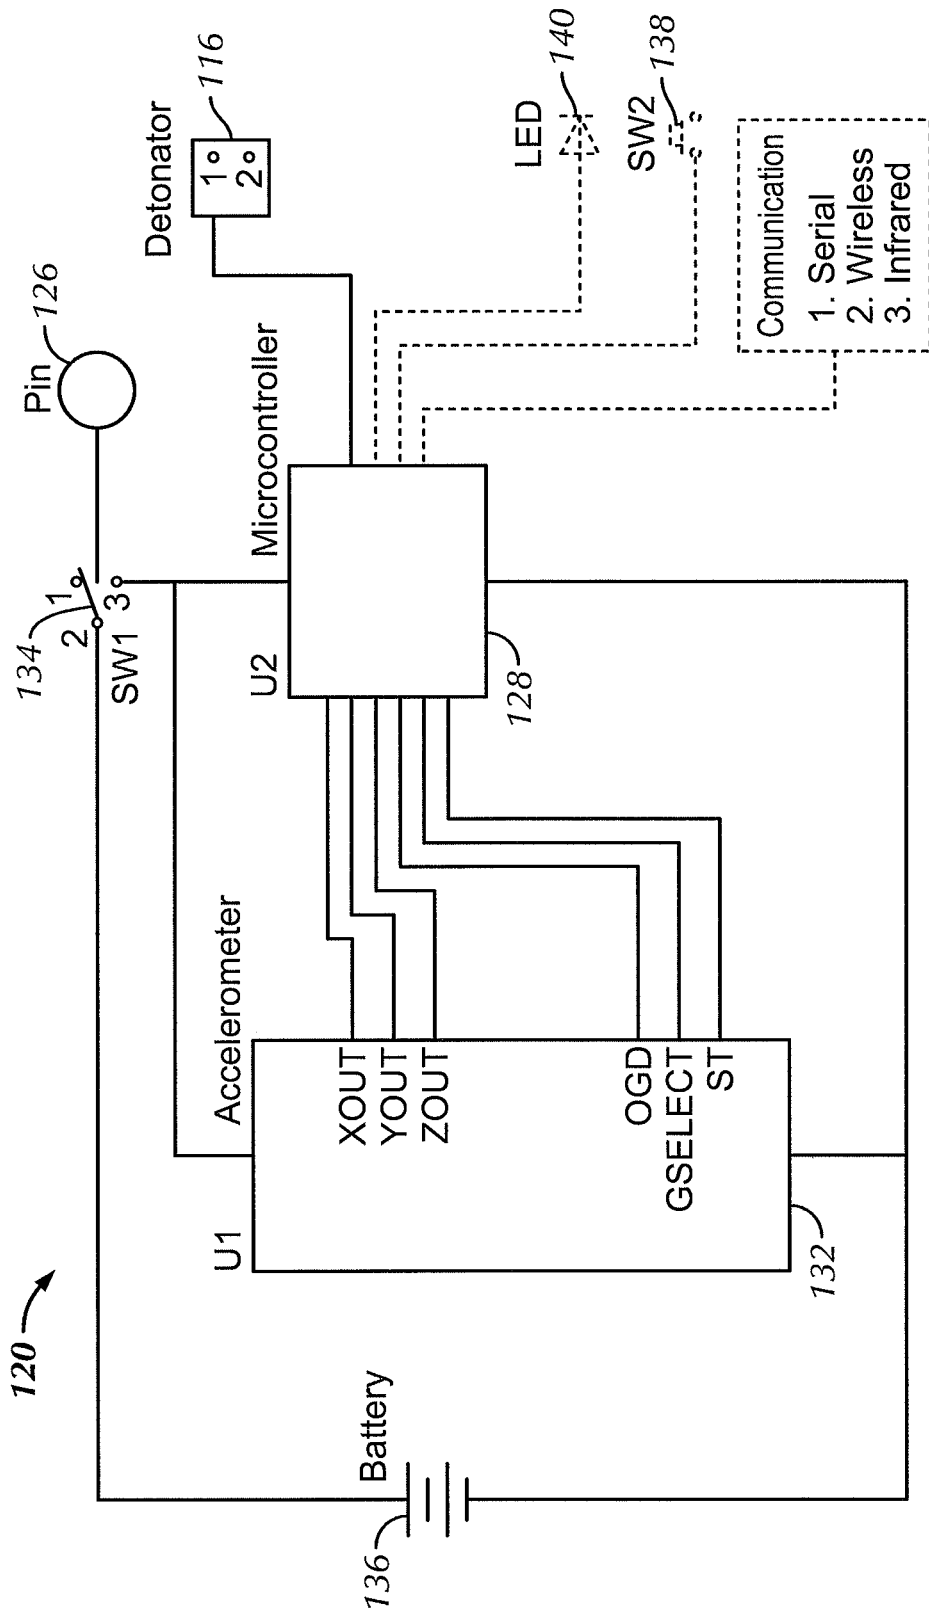 120
136
Battery
U1
Accelerometer
XOUT
YOUT
ZOUT
OGD
GSELECT
ST
132
134
2
1
3
SW1
Pin
126
U2
Microcontroller
128
Detonator
116
1
2
LED
140
SW2
138
Communication
1. Serial
2. Wireless
3. Infrared